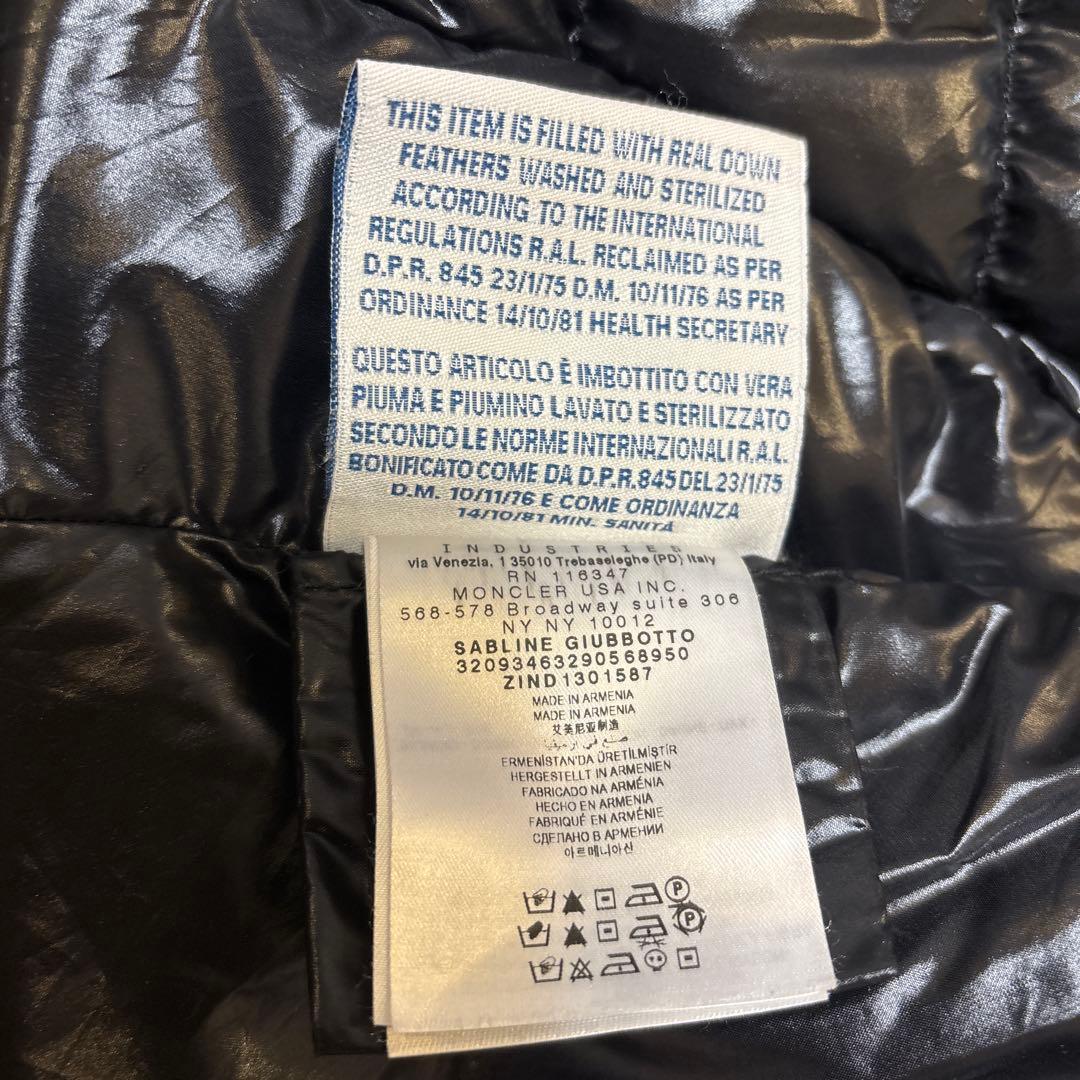 THIS ITEM IS FILLED WITH REAL DOWN
FEATHERS WASHED AND STERILIZED
ACCORDING TO THE INTERNATIONAL
REGULATIONS R.A.L. RECLAIMED AS PER
D.P.R. 845 23/1/75 D.M. 10/11/76 AS PER
ORDINANCE 14/10/81 HEALTH SECRETARY
QUESTO ARTICOLO È IMBOTTITO CON VERA
PIUMA E PIUMINO LAVATO E STERILIZZATO
SECONDO LE NORME INTERNAZIONALI R.A.L.
BONIFICATO COME DA D.P.R. 845 DEL 23/1/75
D.M. 10/11/76 E COME ORDINANZA
14/10/81 MIN. SANITÀ
INDUSTRIES
via Venezia, 1 35010 Trebaseleghe (PD) Italy
RN 116347
MONCLER USA INC.
568-578 Broadway suite 306
NY NY 10012
SABLINE GIUBBOTTO
32093463290568950
ZIND1301587
MADE IN ARMENIA
MADE IN ARMENIA
艾美尼亚制造
صنع في أرمينيا
ERMENİSTAN'DA ÜRETİLMİŞTİR
HERGESTELLT IN ARMENIEN
FABRICADO NA ARMÉNIA
HECHO EN ARMENIA
FABRIQUÉ EN ARMÉNIE
СДЕЛАНО В АРМЕНИИ
아르메니아산
P
P